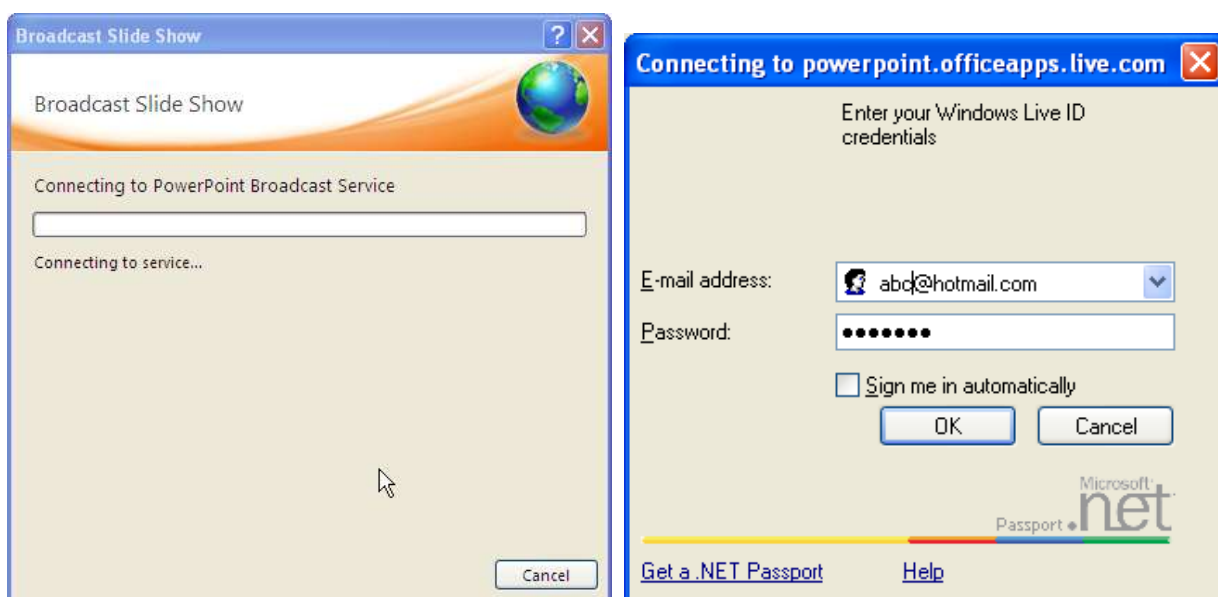 Broadcast Slide Show
Broadcast Slide Show
Connecting to PowerPoint Broadcast Service
Connecting to service...
Cancel
Connecting to powerpoint.officeapps.live.com
Enter your Windows Live ID
credentials
E-mail address:
abc@hotmail.com
Password:
•••••••
Sign me in automatically
OK Cancel
Microsoft
Passport .net
Get a .NET Passport Help